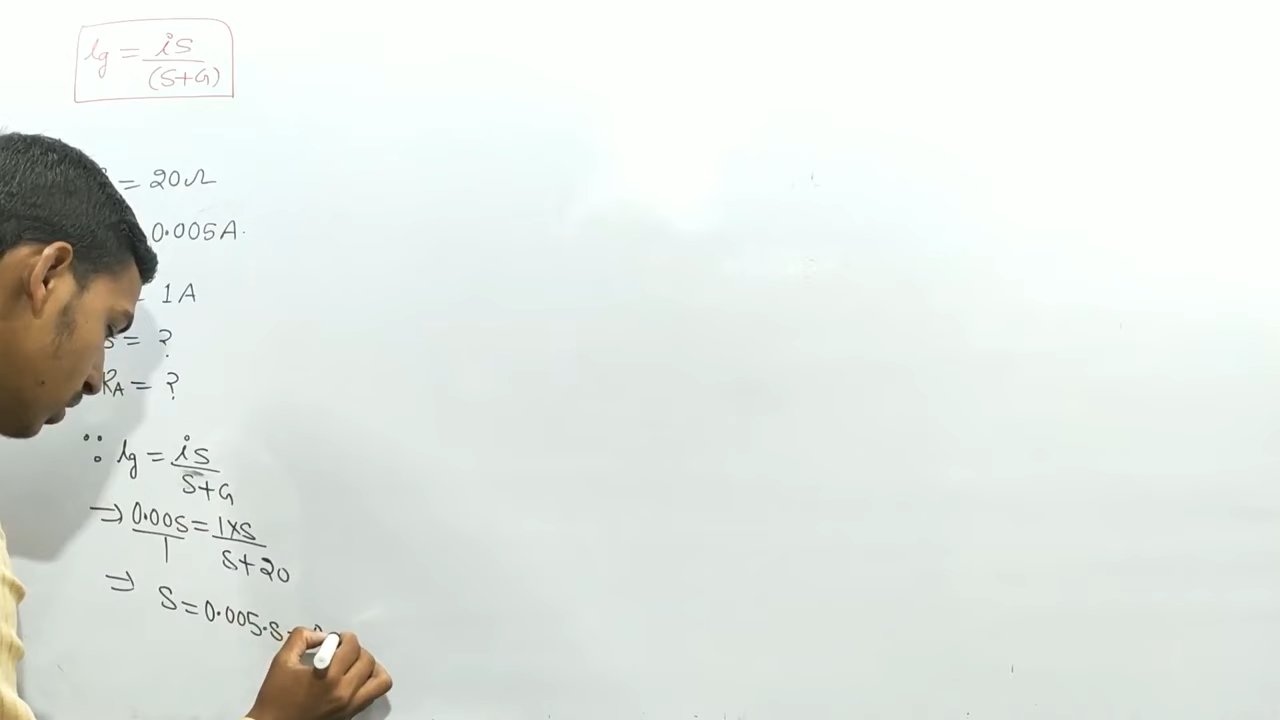 ig = iS / (S+G)
= 20Ω
0.005A.
= 1A
S = ?
RA = ?
∵ ig = iS / S+G
⇒ 0.005 / 1 = 1×S / S+20
⇒ S = 0.005·S